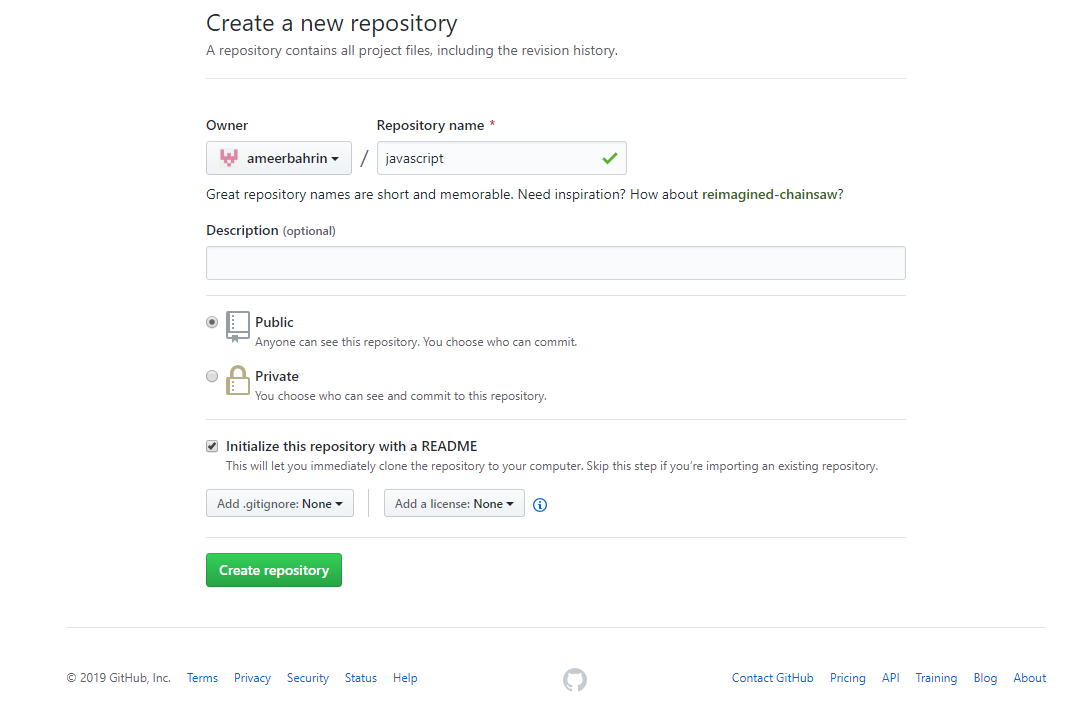 Create a new repository
A repository contains all project files, including the revision history.
Owner
Repository name *
ameerbahrin / javascript
Great repository names are short and memorable. Need inspiration? How about reimagined-chainsaw?
Description (optional)
Public
Anyone can see this repository. You choose who can commit.
Private
You choose who can see and commit to this repository.
Initialize this repository with a README
This will let you immediately clone the repository to your computer. Skip this step if you’re importing an existing repository.
Add .gitignore: None
Add a license: None
Create repository
© 2019 GitHub, Inc. Terms Privacy Security Status Help Contact GitHub Pricing API Training Blog About